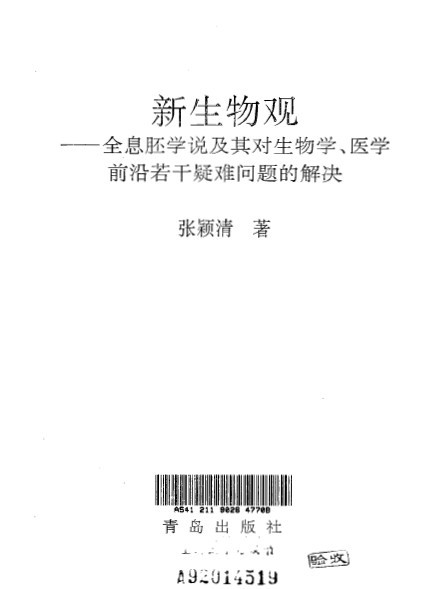 新生物观
——全息胚学说及其对生物学、医学
前沿若干疑难问题的解决
张颖清 著
A541 211 0028 4770B
青岛出版社
验收
A92014519